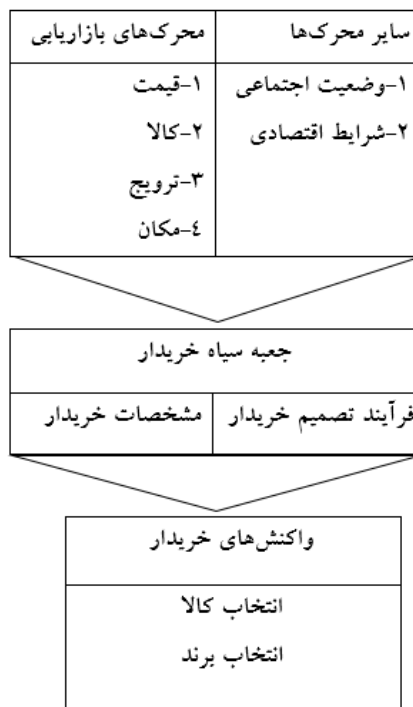 سایر محرک‌ها
۱-وضعیت اجتماعی
۲-شرایط اقتصادی
محرک‌های بازاریابی
۱-قیمت
۲-کالا
۳-ترویج
٤-مکان
جعبه سیاه خریدار
فرآیند تصمیم خریدار
مشخصات خریدار
واکنش‌های خریدار
انتخاب کالا
انتخاب برند